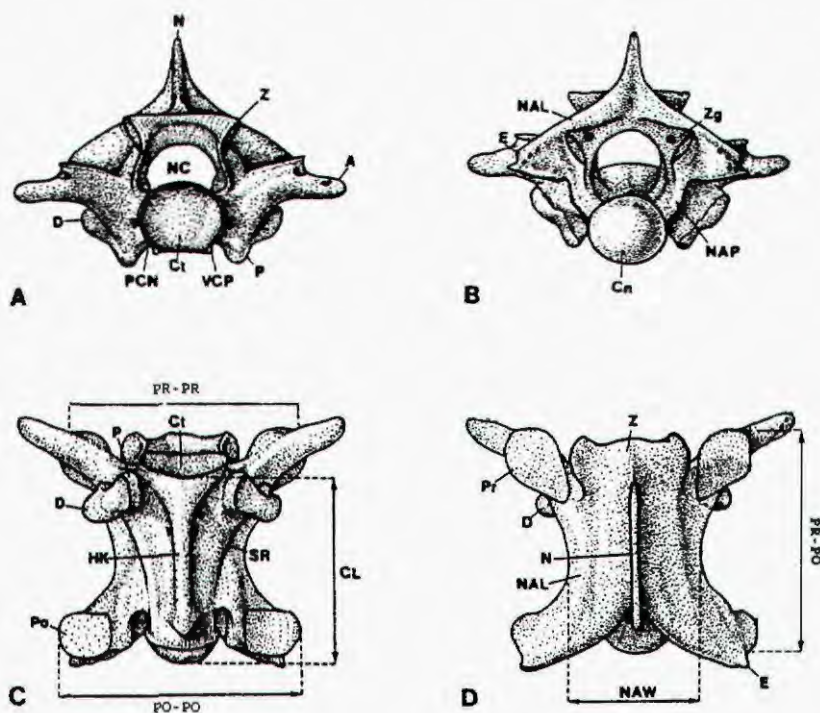 N
Z
NC
A
D
Ct
PCN
VCP
P
A
NAL
Zg
E
NAP
Cn
B
PR-PR
Ct
P
D
HK
SR
CL
Po
C
PO-PO
Z
Pr
D
N
NAL
PR-PO
E
NAW
D